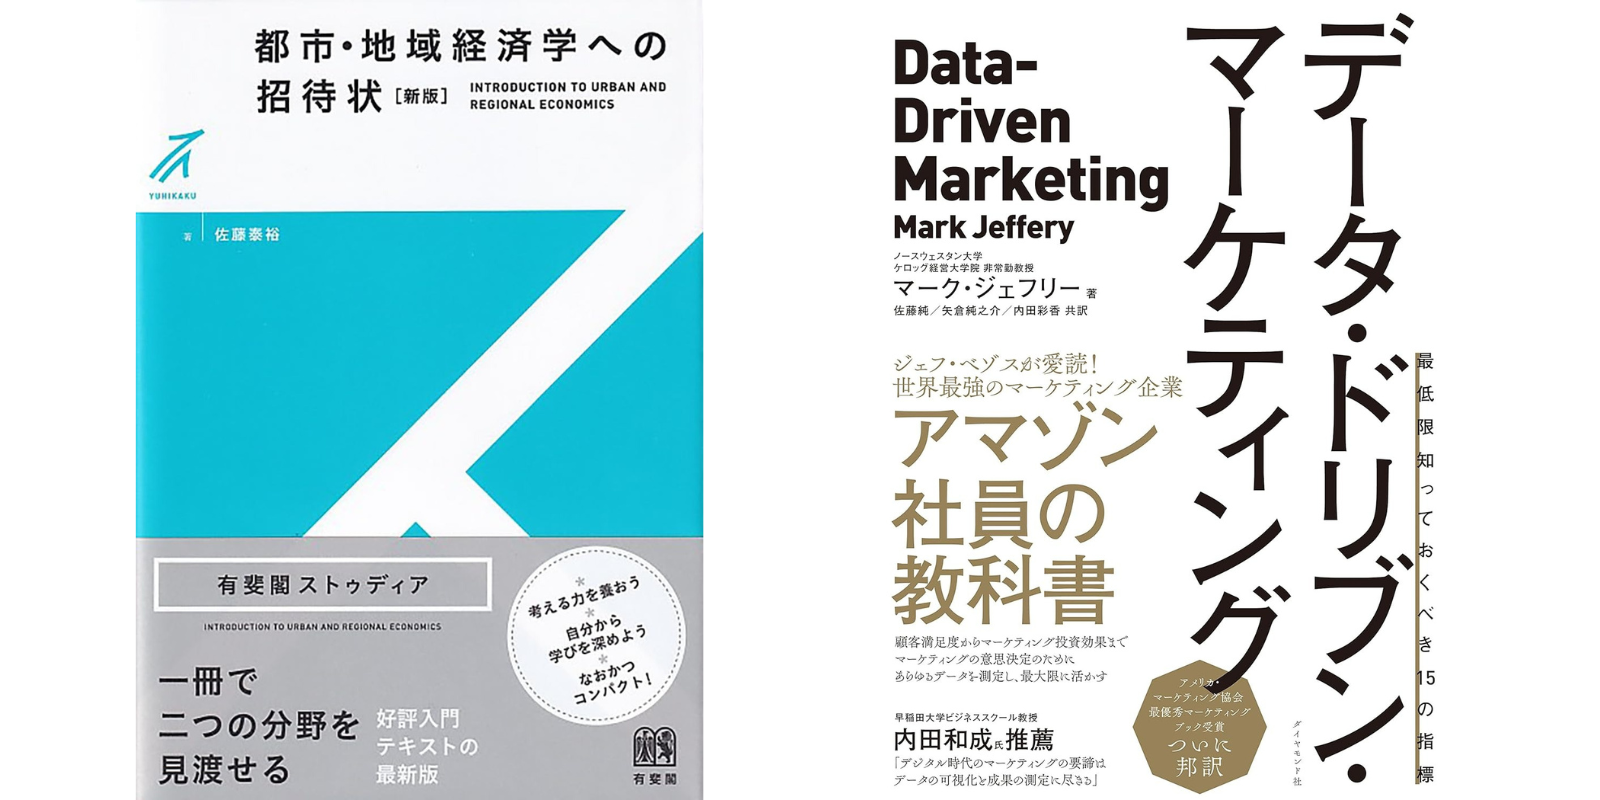 都市・地域経済学への
招待状［新版］
INTRODUCTION TO URBAN AND
REGIONAL ECONOMICS
YUHIKAKU
著 佐藤泰裕
有斐閣 ストゥディア
INTRODUCTION TO URBAN AND REGIONAL ECONOMICS
考える力を養おう
*
自分から
学びを深めよう
*
なおかつ
コンパクト！
一冊で
二つの分野を
見渡せる
好評入門
テキストの
最新版
有斐閣
データ・ドリブン・
マーケティング
最低限知っておくべき15の指標
Data-
Driven
Marketing
Mark Jeffery
ノースウェスタン大学
ケロッグ経営大学院 非常勤教授
マーク・ジェフリー 著
佐藤純／矢倉純之介／内田彩香 共訳
ジェフ・ベゾスが愛読！
世界最強のマーケティング企業
アマゾン
社員の
教科書
顧客満足度からマーケティング投資効果まで
マーケティングの意思決定のために
あらゆるデータを測定し、最大限に活かす
早稲田大学ビジネススクール教授
内田和成氏推薦
「デジタル時代のマーケティングの要諦は
データの可視化と成果の測定に尽きる」
アメリカ・
マーケティング協会
最優秀マーケティング
ブック受賞
ついに
邦訳
ダイヤモンド社